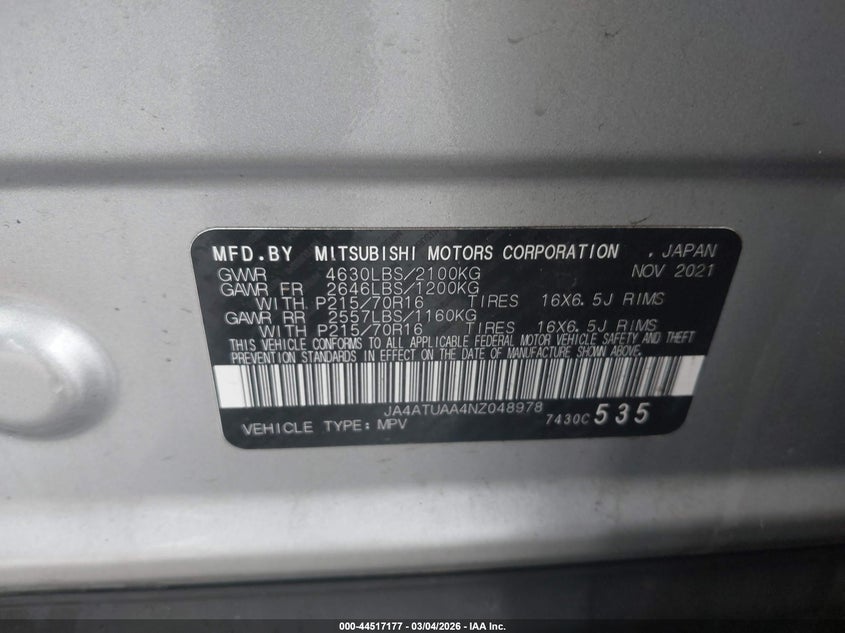 MFD.BY MITSUBISHI MOTORS CORPORATION . JAPAN
GVWR 4630LBS/2100KG NOV 2021
GAWR FR 2646LBS/1200KG
WITH P215/70R16 TIRES 16X6.5J RIMS
GAWR RR 2557LBS/1160KG
WITH P215/70R16 TIRES 16X6.5J RIMS
THIS VEHICLE CONFORMS TO ALL APPLICABLE FEDERAL MOTOR VEHICLE SAFETY AND THEFT
PREVENTION STANDARDS IN EFFECT ON THE DATE OF MANUFACTURE SHOWN ABOVE.
JA4ATUAA4NZ048978
VEHICLE TYPE: MPV 7430C 535
000-44517177 - 03/04/2026 - IAA Inc.